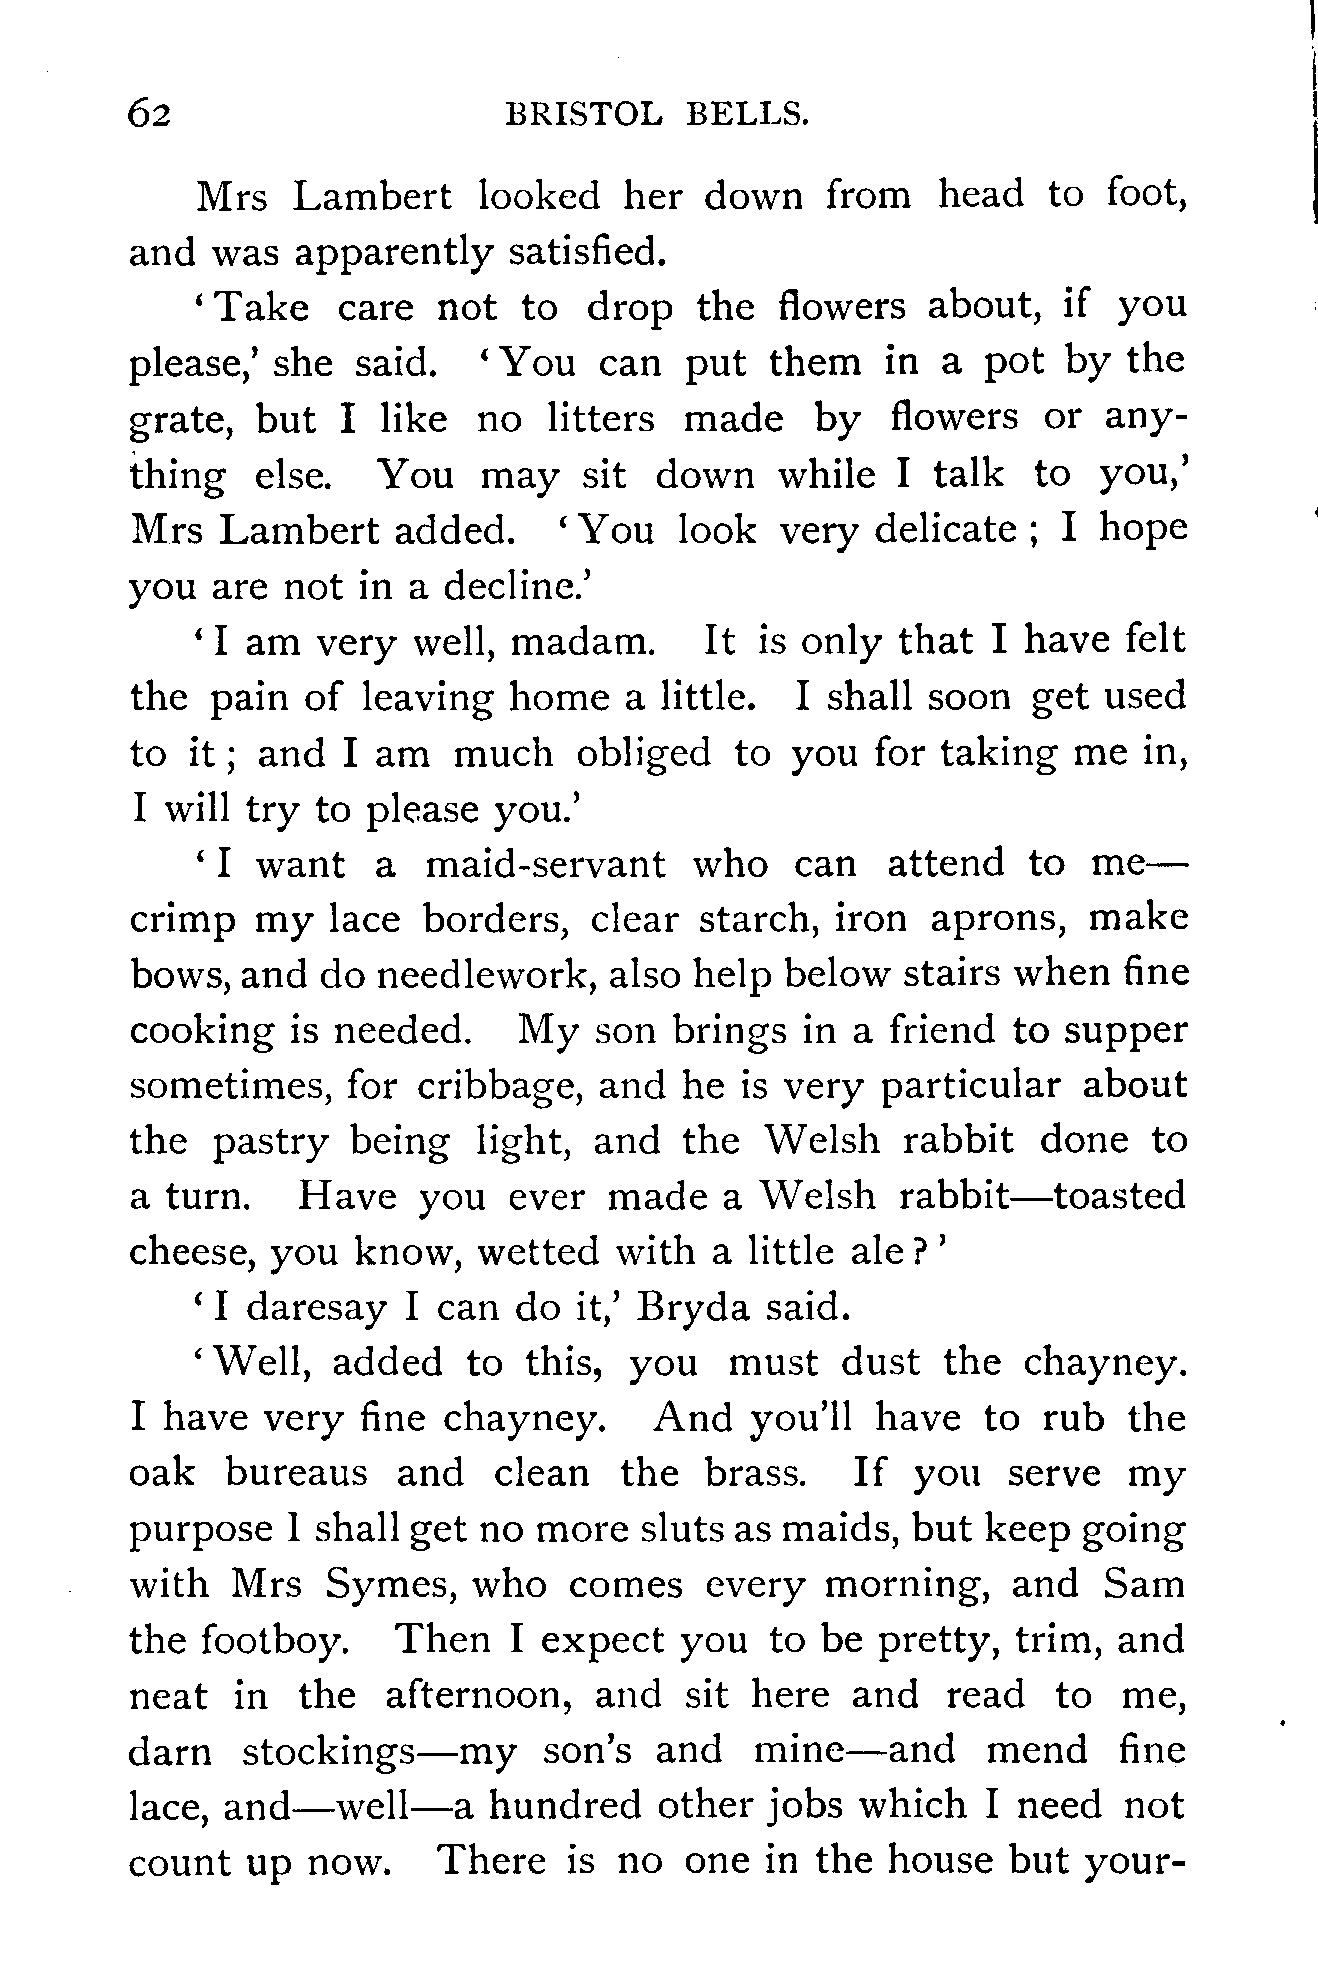 62 BRISTOL BELLS.
Mrs Lambert looked her down from head to foot,
and was apparently satisfied.
‘Take care not to drop the flowers about, if you
please,’ she said. ‘You can put them in a pot by the
grate, but I like no litters made by flowers or any-
thing else. You may sit down while I talk to you,’
Mrs Lambert added. ‘You look very delicate ; I hope
you are not in a decline.’
‘I am very well, madam. It is only that I have felt
the pain of leaving home a little. I shall soon get used
to it ; and I am much obliged to you for taking me in,
I will try to please you.’
‘I want a maid-servant who can attend to me—
crimp my lace borders, clear starch, iron aprons, make
bows, and do needlework, also help below stairs when fine
cooking is needed. My son brings in a friend to supper
sometimes, for cribbage, and he is very particular about
the pastry being light, and the Welsh rabbit done to
a turn. Have you ever made a Welsh rabbit—toasted
cheese, you know, wetted with a little ale ?’
‘I daresay I can do it,’ Bryda said.
‘Well, added to this, you must dust the chayney.
I have very fine chayney. And you'll have to rub the
oak bureaus and clean the brass. If you serve my
purpose I shall get no more sluts as maids, but keep going
with Mrs Symes, who comes every morning, and Sam
the footboy. Then I expect you to be pretty, trim, and
neat in the afternoon, and sit here and read to me,
darn stockings—my son's and mine—and mend fine
lace, and—well—a hundred other jobs which I need not
count up now. There is no one in the house but your-